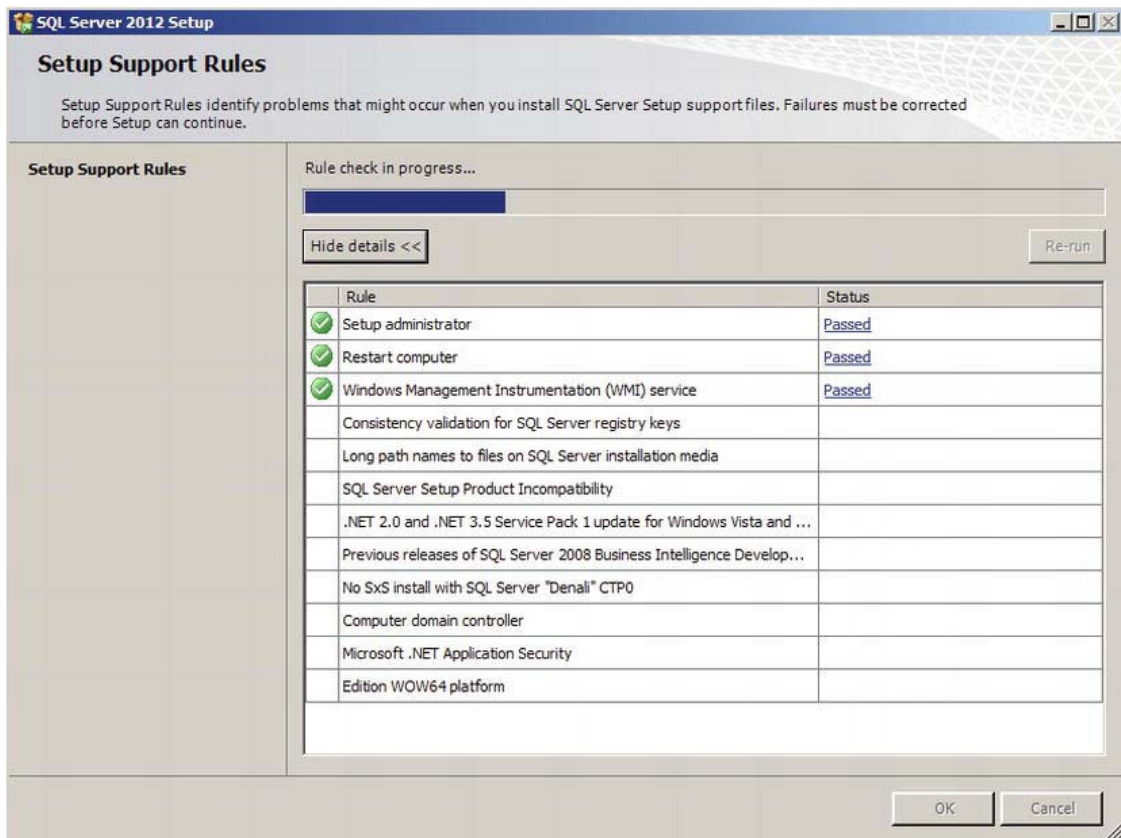 SQL Server 2012 Setup
Setup Support Rules
Setup Support Rules identify problems that might occur when you install SQL Server Setup support files. Failures must be corrected
before Setup can continue.
Setup Support Rules
Rule check in progress...
Hide details <<
Re-run
Rule Status
Setup administrator Passed
Restart computer Passed
Windows Management Instrumentation (WMI) service Passed
Consistency validation for SQL Server registry keys
Long path names to files on SQL Server installation media
SQL Server Setup Product Incompatibility
.NET 2.0 and .NET 3.5 Service Pack 1 update for Windows Vista and ...
Previous releases of SQL Server 2008 Business Intelligence Develop...
No SxS install with SQL Server "Denali" CTP0
Computer domain controller
Microsoft .NET Application Security
Edition WOW64 platform
OK Cancel